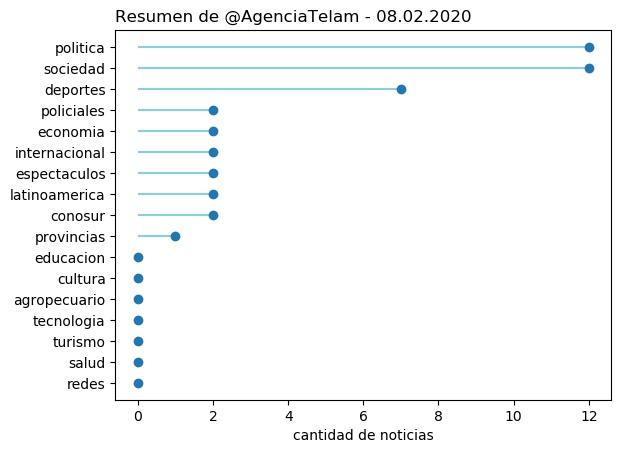 Resumen de @AgenciaTelam - 08.02.2020
politica
sociedad
deportes
policiales
economia
internacional
espectaculos
latinoamerica
conosur
provincias
educacion
cultura
agropecuario
tecnologia
turismo
salud
redes
0 2 4 6 8 10 12
cantidad de noticias